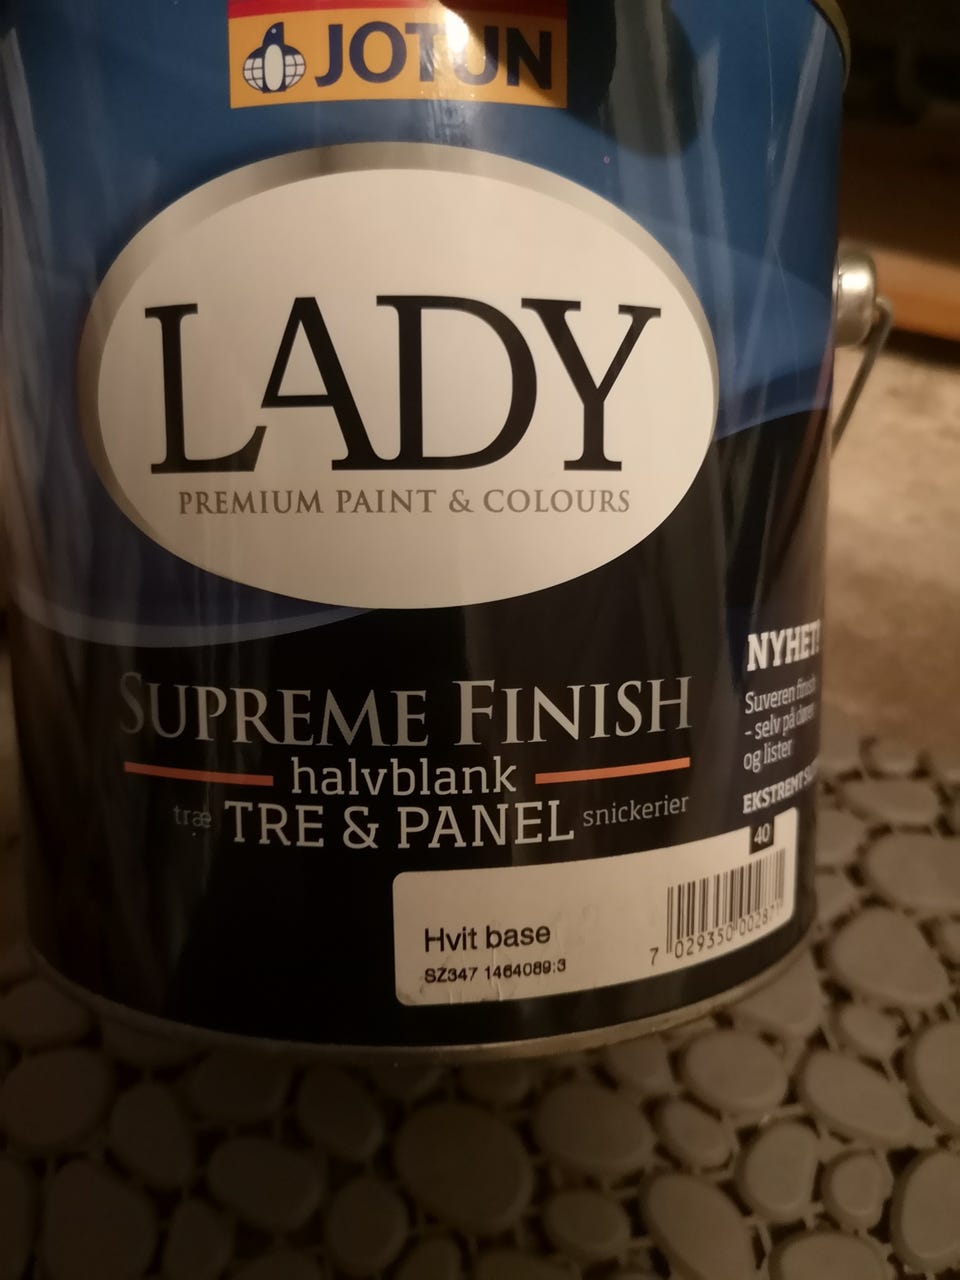 JOTUN
LADY
PREMIUM PAINT & COLOURS
SUPREME FINISH
halvblank
træ TRE & PANEL snickerier
NYHET!
Suveren finish
- selv på dører
og lister
EKSTREMT
40
Hvit base
SZ347 1464089:3
7 029350 002871